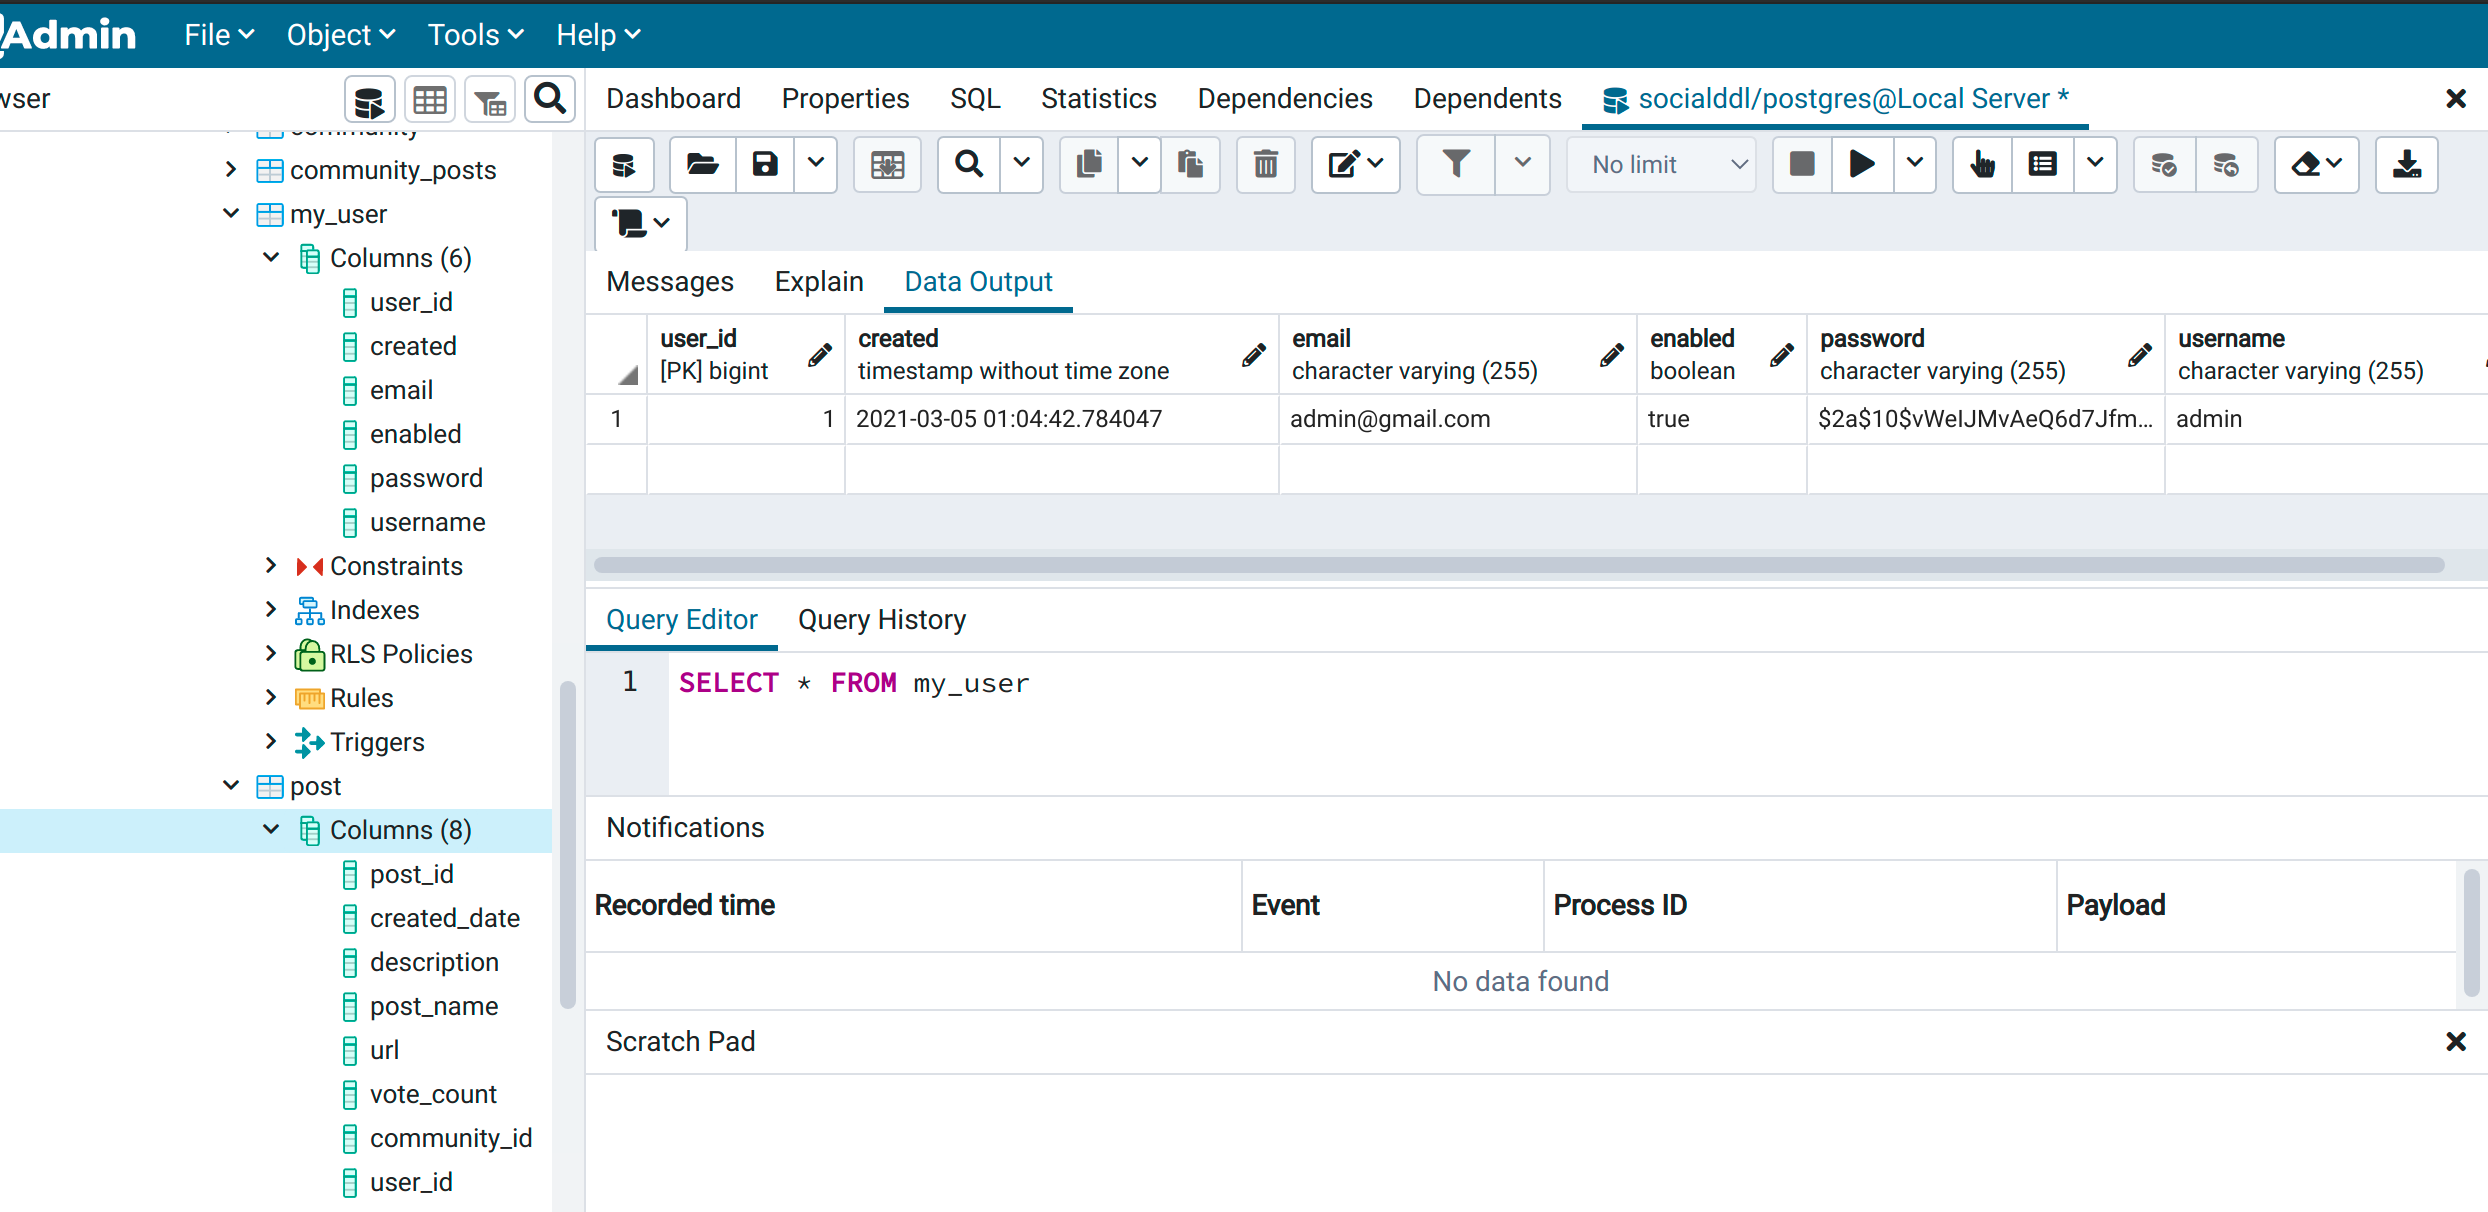 Admin File Object Tools Help
wser
Dashboard Properties SQL Statistics Dependencies Dependents socialddl/postgres@Local Server *
community
community_posts
my_user
Columns (6)
user_id
created
email
enabled
password
username
Constraints
Indexes
RLS Policies
Rules
Triggers
post
Columns (8)
post_id
created_date
description
post_name
url
vote_count
community_id
user_id
No limit
Messages Explain Data Output
user_id created email enabled password username
[PK] bigint timestamp without time zone character varying (255) boolean character varying (255) character varying (255)
1 1 2021-03-05 01:04:42.784047 admin@gmail.com true $2a$10$vWeIJMvAeQ6d7Jfm... admin
Query Editor Query History
1 SELECT * FROM my_user
Notifications
Recorded time Event Process ID Payload
No data found
Scratch Pad